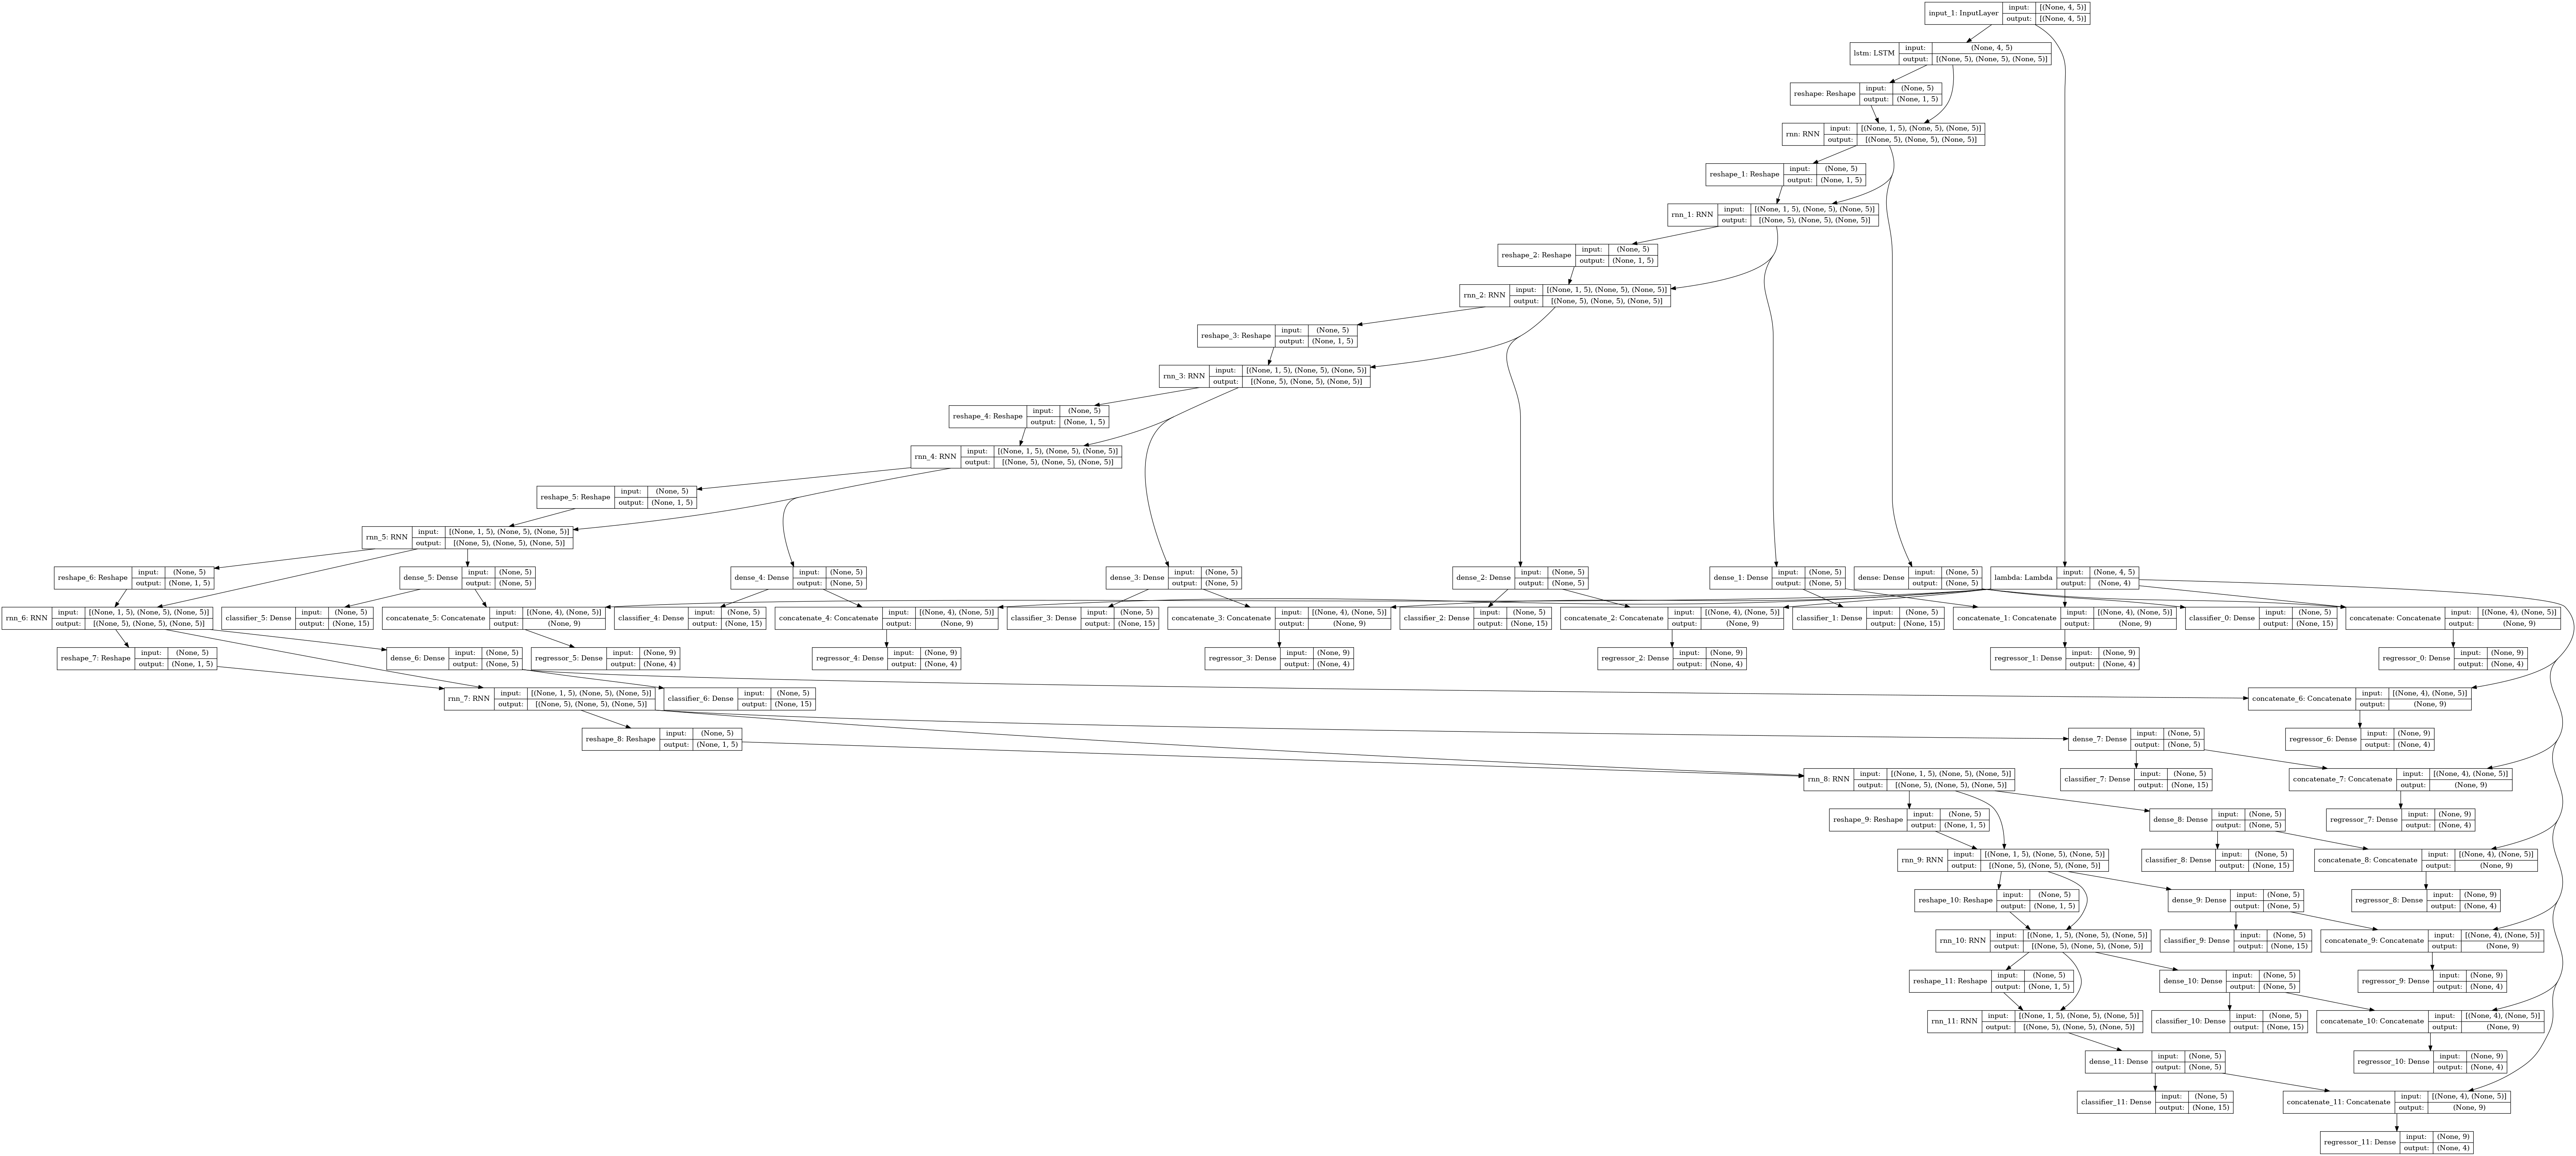 input_1: InputLayer input: [(None, 4, 5)]
output: [(None, 4, 5)]
lstm: LSTM input: (None, 4, 5)
output: [(None, 5), (None, 5), (None, 5)]
reshape: Reshape input: (None, 5)
output: (None, 1, 5)
rnn: RNN input: [(None, 1, 5), (None, 5), (None, 5)]
output: [(None, 5), (None, 5), (None, 5)]
reshape_1: Reshape input: (None, 5)
output: (None, 1, 5)
rnn_1: RNN input: [(None, 1, 5), (None, 5), (None, 5)]
output: [(None, 5), (None, 5), (None, 5)]
reshape_2: Reshape input: (None, 5)
output: (None, 1, 5)
rnn_2: RNN input: [(None, 1, 5), (None, 5), (None, 5)]
output: [(None, 5), (None, 5), (None, 5)]
reshape_3: Reshape input: (None, 5)
output: (None, 1, 5)
rnn_3: RNN input: [(None, 1, 5), (None, 5), (None, 5)]
output: [(None, 5), (None, 5), (None, 5)]
reshape_4: Reshape input: (None, 5)
output: (None, 1, 5)
rnn_4: RNN input: [(None, 1, 5), (None, 5), (None, 5)]
output: [(None, 5), (None, 5), (None, 5)]
reshape_5: Reshape input: (None, 5)
output: (None, 1, 5)
rnn_5: RNN input: [(None, 1, 5), (None, 5), (None, 5)]
output: [(None, 5), (None, 5), (None, 5)]
reshape_6: Reshape input: (None, 5)
output: (None, 1, 5)
dense_5: Dense input: (None, 5)
output: (None, 5)
dense_4: Dense input: (None, 5)
output: (None, 5)
dense_3: Dense input: (None, 5)
output: (None, 5)
dense_2: Dense input: (None, 5)
output: (None, 5)
dense_1: Dense input: (None, 5)
output: (None, 5)
dense: Dense input: (None, 5)
output: (None, 5)
lambda: Lambda input: (None, 4, 5)
output: (None, 4)
rnn_6: RNN input: [(None, 1, 5), (None, 5), (None, 5)]
output: [(None, 5), (None, 5), (None, 5)]
classifier_5: Dense input: (None, 5)
output: (None, 15)
concatenate_5: Concatenate input: [(None, 4), (None, 5)]
output: (None, 9)
classifier_4: Dense input: (None, 5)
output: (None, 15)
concatenate_4: Concatenate input: [(None, 4), (None, 5)]
output: (None, 9)
classifier_3: Dense input: (None, 5)
output: (None, 15)
concatenate_3: Concatenate input: [(None, 4), (None, 5)]
output: (None, 9)
classifier_2: Dense input: (None, 5)
output: (None, 15)
concatenate_2: Concatenate input: [(None, 4), (None, 5)]
output: (None, 9)
classifier_1: Dense input: (None, 5)
output: (None, 15)
concatenate_1: Concatenate input: [(None, 4), (None, 5)]
output: (None, 9)
classifier_0: Dense input: (None, 5)
output: (None, 15)
concatenate: Concatenate input: [(None, 4), (None, 5)]
output: (None, 9)
reshape_7: Reshape input: (None, 5)
output: (None, 1, 5)
dense_6: Dense input: (None, 5)
output: (None, 5)
regressor_5: Dense input: (None, 9)
output: (None, 4)
regressor_4: Dense input: (None, 9)
output: (None, 4)
regressor_3: Dense input: (None, 9)
output: (None, 4)
regressor_2: Dense input: (None, 9)
output: (None, 4)
regressor_1: Dense input: (None, 9)
output: (None, 4)
regressor_0: Dense input: (None, 9)
output: (None, 4)
rnn_7: RNN input: [(None, 1, 5), (None, 5), (None, 5)]
output: [(None, 5), (None, 5), (None, 5)]
classifier_6: Dense input: (None, 5)
output: (None, 15)
concatenate_6: Concatenate input: [(None, 4), (None, 5)]
output: (None, 9)
reshape_8: Reshape input: (None, 5)
output: (None, 1, 5)
dense_7: Dense input: (None, 5)
output: (None, 5)
regressor_6: Dense input: (None, 9)
output: (None, 4)
rnn_8: RNN input: [(None, 1, 5), (None, 5), (None, 5)]
output: [(None, 5), (None, 5), (None, 5)]
classifier_7: Dense input: (None, 5)
output: (None, 15)
concatenate_7: Concatenate input: [(None, 4), (None, 5)]
output: (None, 9)
reshape_9: Reshape input: (None, 5)
output: (None, 1, 5)
dense_8: Dense input: (None, 5)
output: (None, 5)
regressor_7: Dense input: (None, 9)
output: (None, 4)
rnn_9: RNN input: [(None, 1, 5), (None, 5), (None, 5)]
output: [(None, 5), (None, 5), (None, 5)]
classifier_8: Dense input: (None, 5)
output: (None, 15)
concatenate_8: Concatenate input: [(None, 4), (None, 5)]
output: (None, 9)
reshape_10: Reshape input: (None, 5)
output: (None, 1, 5)
dense_9: Dense input: (None, 5)
output: (None, 5)
regressor_8: Dense input: (None, 9)
output: (None, 4)
rnn_10: RNN input: [(None, 1, 5), (None, 5), (None, 5)]
output: [(None, 5), (None, 5), (None, 5)]
classifier_9: Dense input: (None, 5)
output: (None, 15)
concatenate_9: Concatenate input: [(None, 4), (None, 5)]
output: (None, 9)
reshape_11: Reshape input: (None, 5)
output: (None, 1, 5)
dense_10: Dense input: (None, 5)
output: (None, 5)
regressor_9: Dense input: (None, 9)
output: (None, 4)
rnn_11: RNN input: [(None, 1, 5), (None, 5), (None, 5)]
output: [(None, 5), (None, 5), (None, 5)]
classifier_10: Dense input: (None, 5)
output: (None, 15)
concatenate_10: Concatenate input: [(None, 4), (None, 5)]
output: (None, 9)
dense_11: Dense input: (None, 5)
output: (None, 5)
regressor_10: Dense input: (None, 9)
output: (None, 4)
classifier_11: Dense input: (None, 5)
output: (None, 15)
concatenate_11: Concatenate input: [(None, 4), (None, 5)]
output: (None, 9)
regressor_11: Dense input: (None, 9)
output: (None, 4)